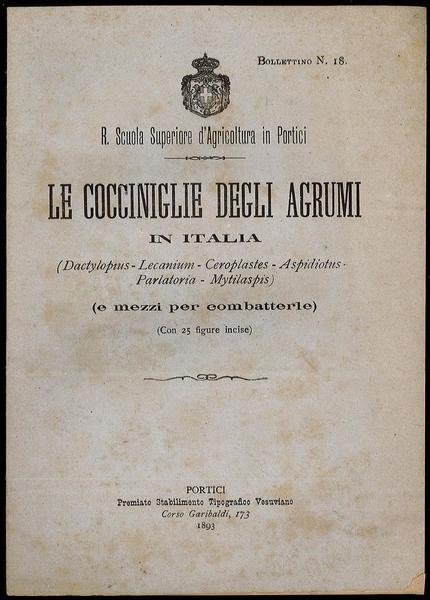 Bollettino N. 18.
R. Scuola Superiore d'Agricoltura in Portici
LE COCCINIGLIE DEGLI AGRUMI
IN ITALIA
(Dactylopius - Lecanium - Ceroplastes - Aspidiotus -
Parlatoria - Mytilaspis)
(e mezzi per combatterle)
(Con 25 figure incise)
PORTICI
Premiato Stabilimento Tipografico Vesuviano
Corso Garibaldi, 173
1893